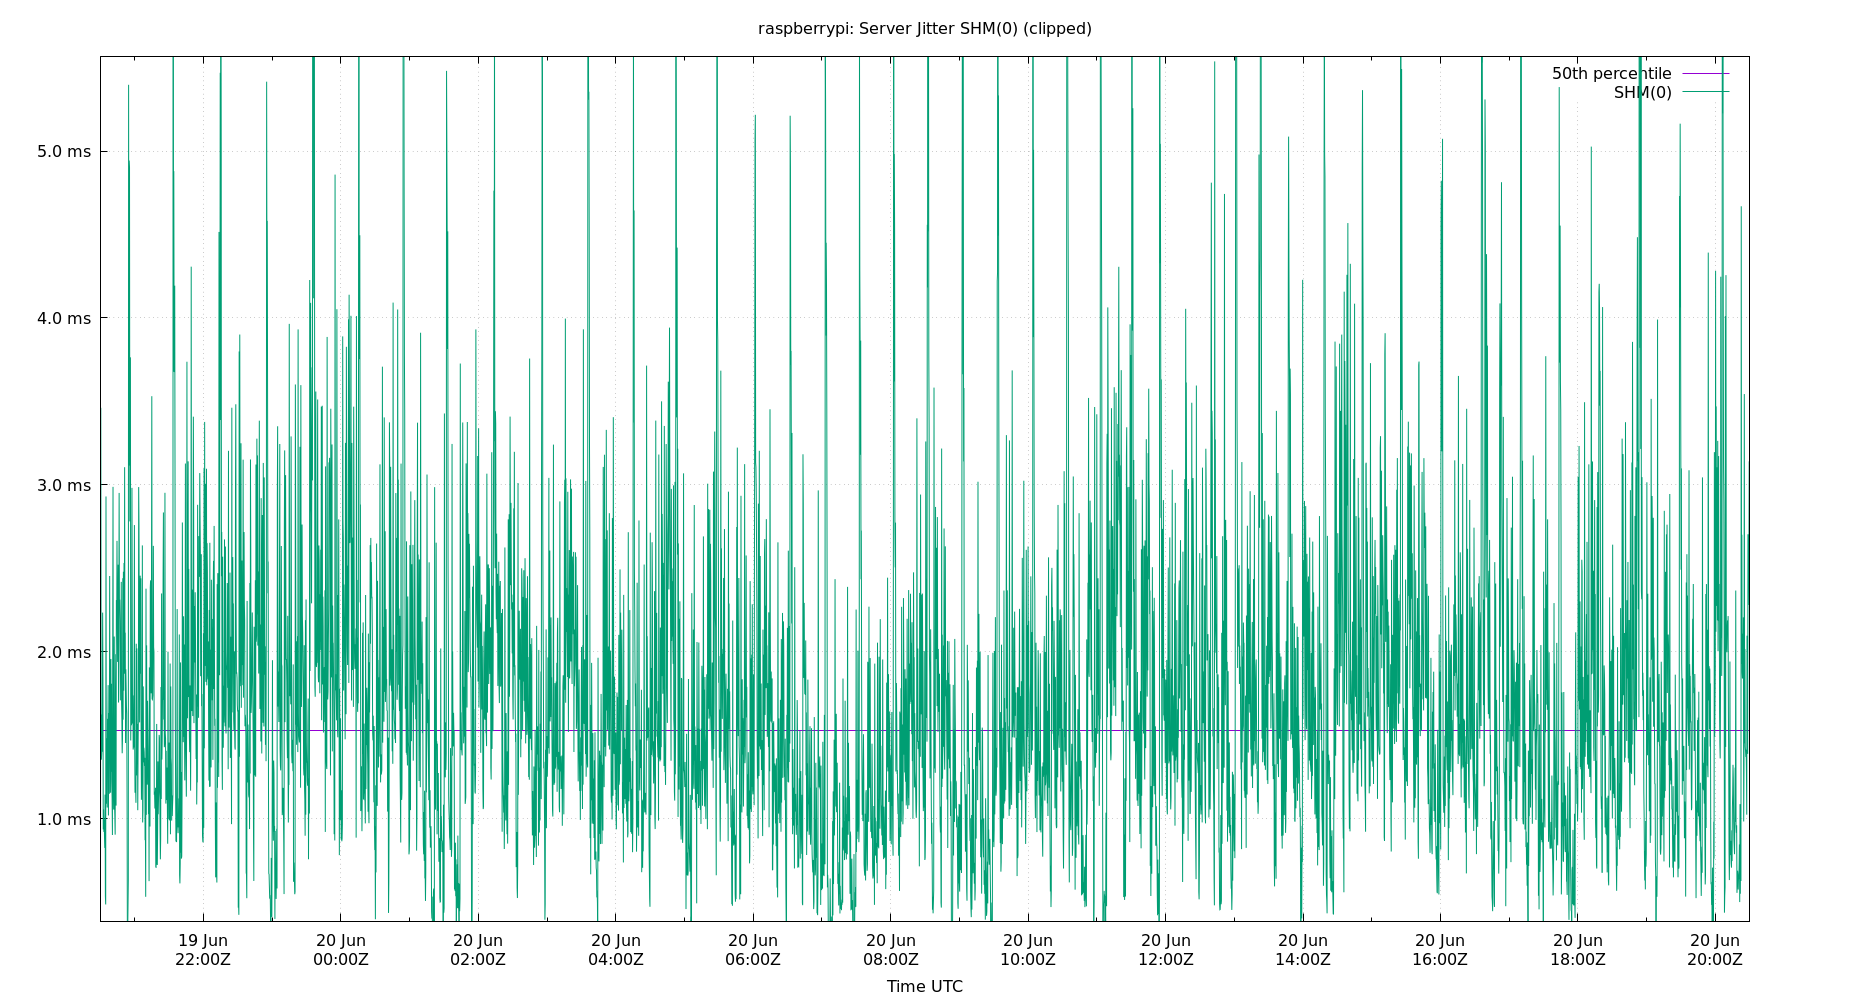 raspberrypi: Server Jitter SHM(0) (clipped)
50th percentile
SHM(0)
5.0 ms
4.0 ms
3.0 ms
2.0 ms
1.0 ms
19 Jun 20 Jun 20 Jun 20 Jun 20 Jun 20 Jun 20 Jun 20 Jun 20 Jun 20 Jun 20 Jun 20 Jun
22:00Z 00:00Z 02:00Z 04:00Z 06:00Z 08:00Z 10:00Z 12:00Z 14:00Z 16:00Z 18:00Z 20:00Z
Time UTC